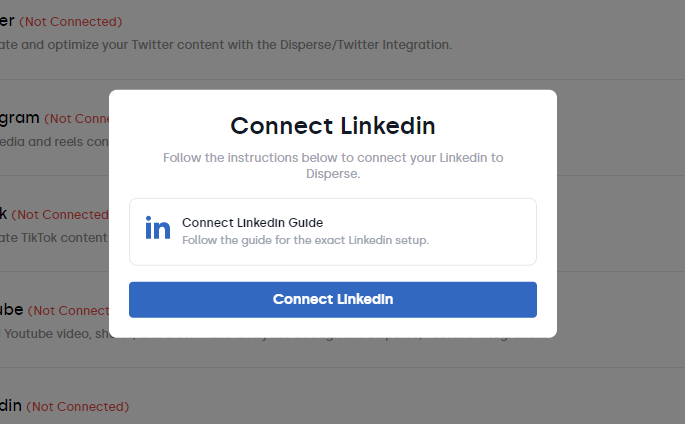 er (Not Connected)
ate and optimize your Twitter content with the Disperse/Twitter Integration.
Connect Linkedin
Follow the instructions below to connect your Linkedin to
Disperse.
in
Connect Linkedin Guide
Follow the guide for the exact Linkedin setup.
Connect LinkedIn
gram (Not Conne
edia and reels con
k (Not Connected)
ate TikTok content
ube (Not Connect
Youtube video, sh
din (Not Connected)